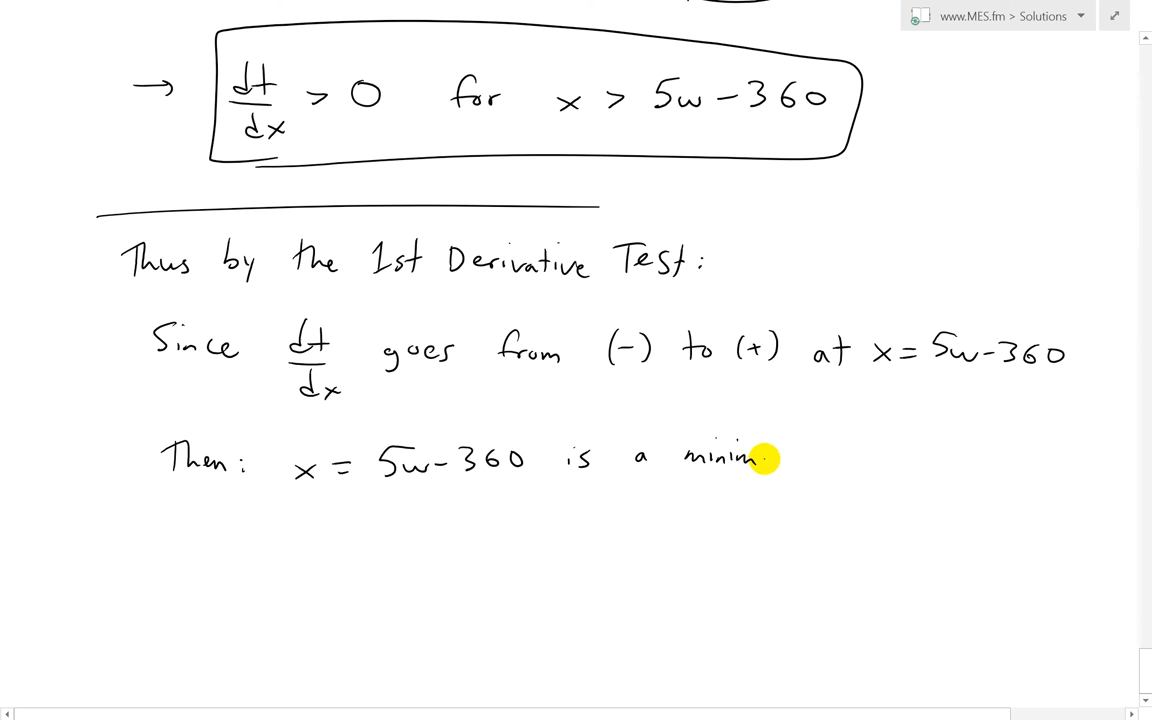 www.MES.fm > Solutions
→ dt/dx > 0 for x > 5w - 360
Thus by the 1st Derivative Test:
Since dt/dx goes from (-) to (+) at x = 5w - 360
Then: x = 5w - 360 is a minim